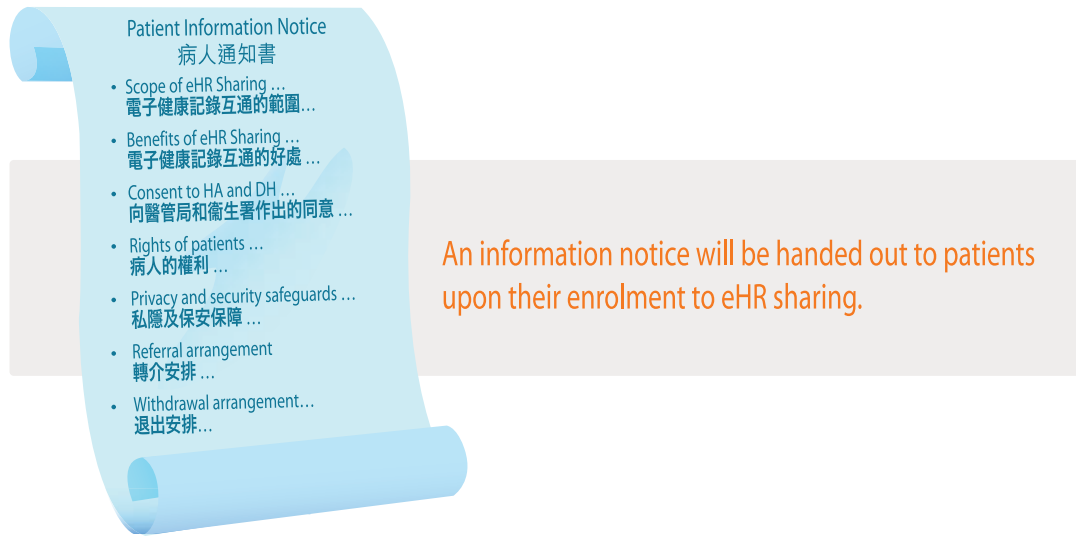 Patient Information Notice
病人通知書
• Scope of eHR Sharing …
電子健康記錄互通的範圍…
• Benefits of eHR Sharing …
電子健康記錄互通的好處 …
• Consent to HA and DH …
向醫管局和衞生署作出的同意 …
• Rights of patients …
病人的權利 …
• Privacy and security safeguards …
私隱及保安保障 …
• Referral arrangement
轉介安排 …
• Withdrawal arrangement…
退出安排…
An information notice will be handed out to patients
upon their enrolment to eHR sharing.